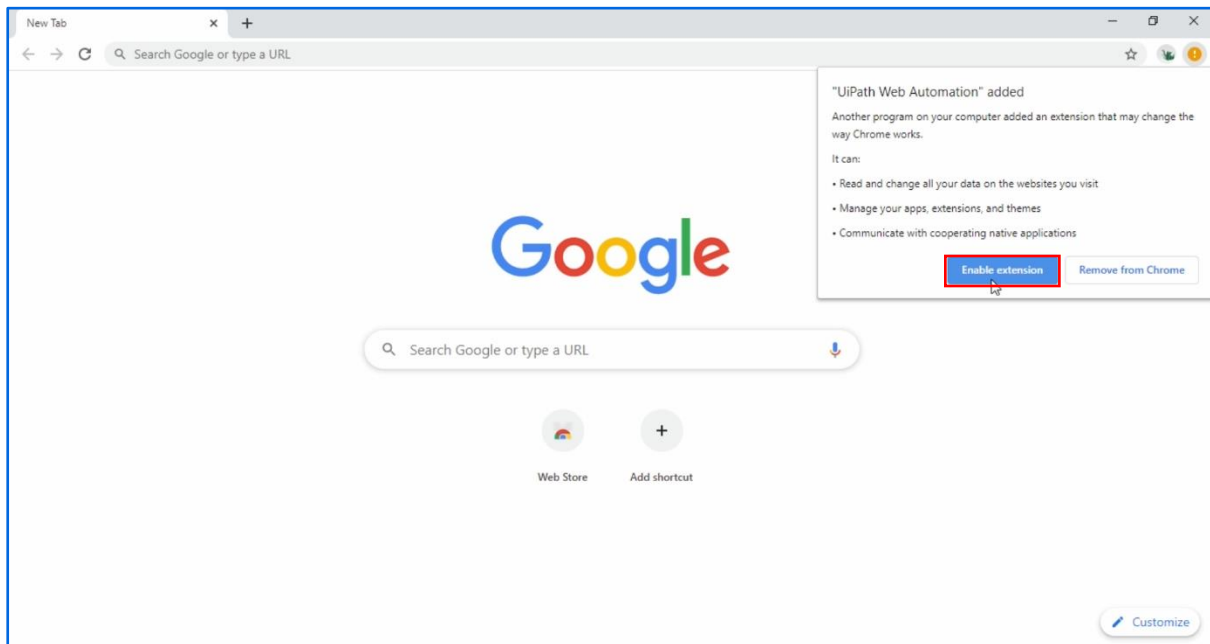 New Tab
Search Google or type a URL
"UiPath Web Automation" added
Another program on your computer added an extension that may change the
way Chrome works.
It can:
• Read and change all your data on the websites you visit
• Manage your apps, extensions, and themes
• Communicate with cooperating native applications
Enable extension
Remove from Chrome
Google
Search Google or type a URL
Web Store
Add shortcut
Customize